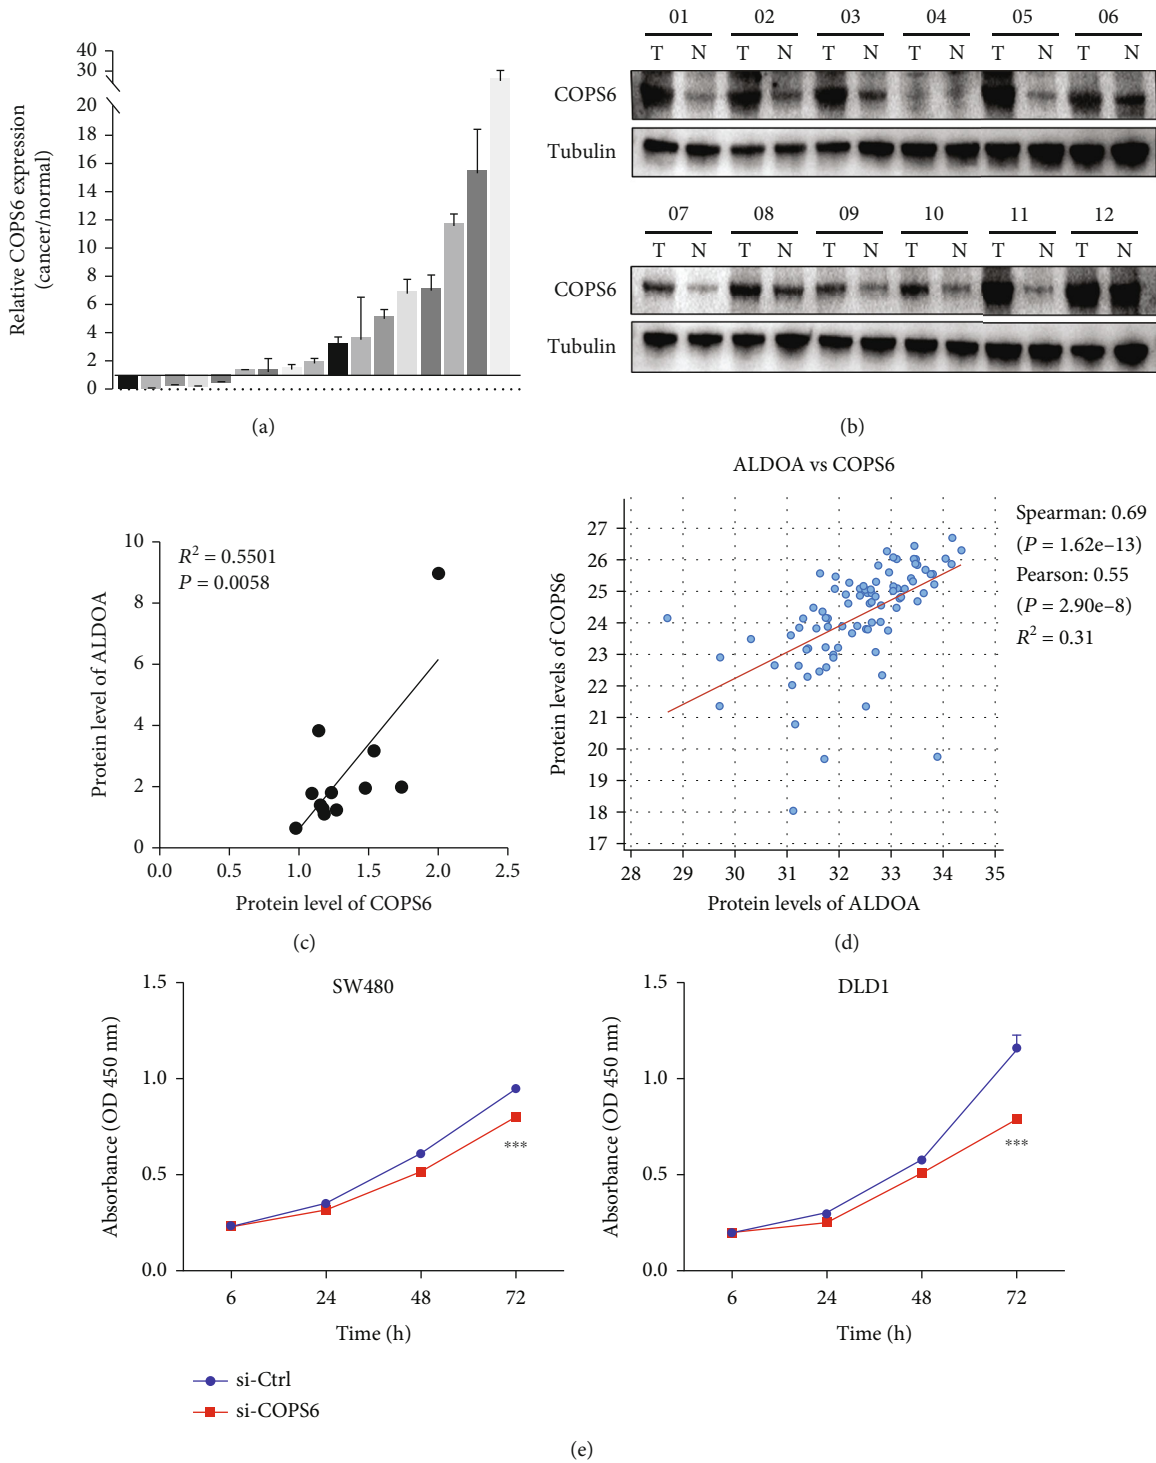 40
30
20
18
16
14
12
10
8
6
4
2
0
Relative COPS6 expression
(cancer/normal)
(a)
01 02 03 04 05 06
T N T N T N T N T N T N
COPS6
Tubulin
07 08 09 10 11 12
T N T N T N T N T N T N
COPS6
Tubulin
(b)
10
8
6
4
2
0
R² = 0.5501
P = 0.0058
Protein level of ALDOA
0.0 0.5 1.0 1.5 2.0 2.5
Protein level of COPS6
(c)
ALDOA vs COPS6
27
26
25
24
23
22
21
20
19
18
17
Protein levels of COPS6
28 29 30 31 32 33 34 35
Protein levels of ALDOA
Spearman: 0.69
(P = 1.62e–13)
Pearson: 0.55
(P = 2.90e–8)
R² = 0.31
(d)
SW480
1.5
1.0
0.5
0.0
Absorbance (OD 450 nm)
***
6 24 48 72
Time (h)
DLD1
1.5
1.0
0.5
0.0
Absorbance (OD 450 nm)
***
6 24 48 72
Time (h)
si-Ctrl
si-COPS6
(e)